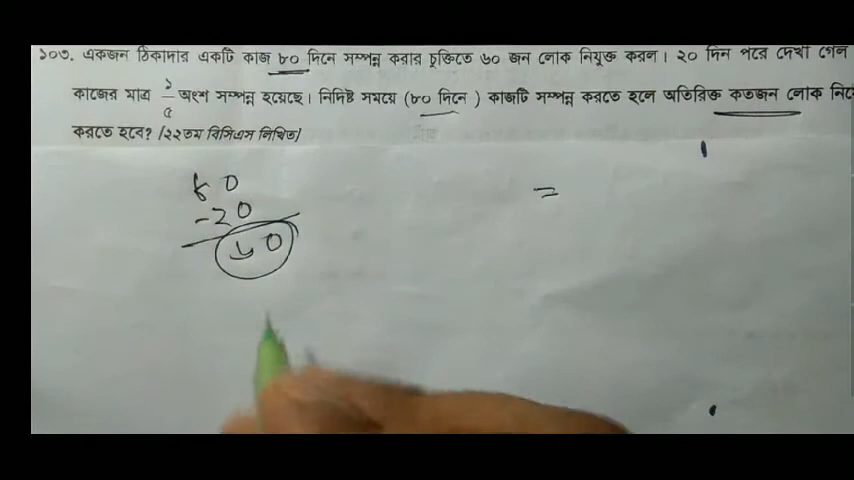 ১০৩. একজন ঠিকাদার একটি কাজ ৮০ দিনে সম্পন্ন করার চুক্তিতে ৬০ জন লোক নিযুক্ত করল। ২০ দিন পরে দেখা গেল
কাজের মাত্র ১/৫ অংশ সম্পন্ন হয়েছে। নির্দিষ্ট সময়ে (৮০ দিনে ) কাজটি সম্পন্ন করতে হলে অতিরিক্ত কতজন লোক
করতে হবে? [২২তম বিসিএস লিখিত]
৮০
-২০ =
৬০